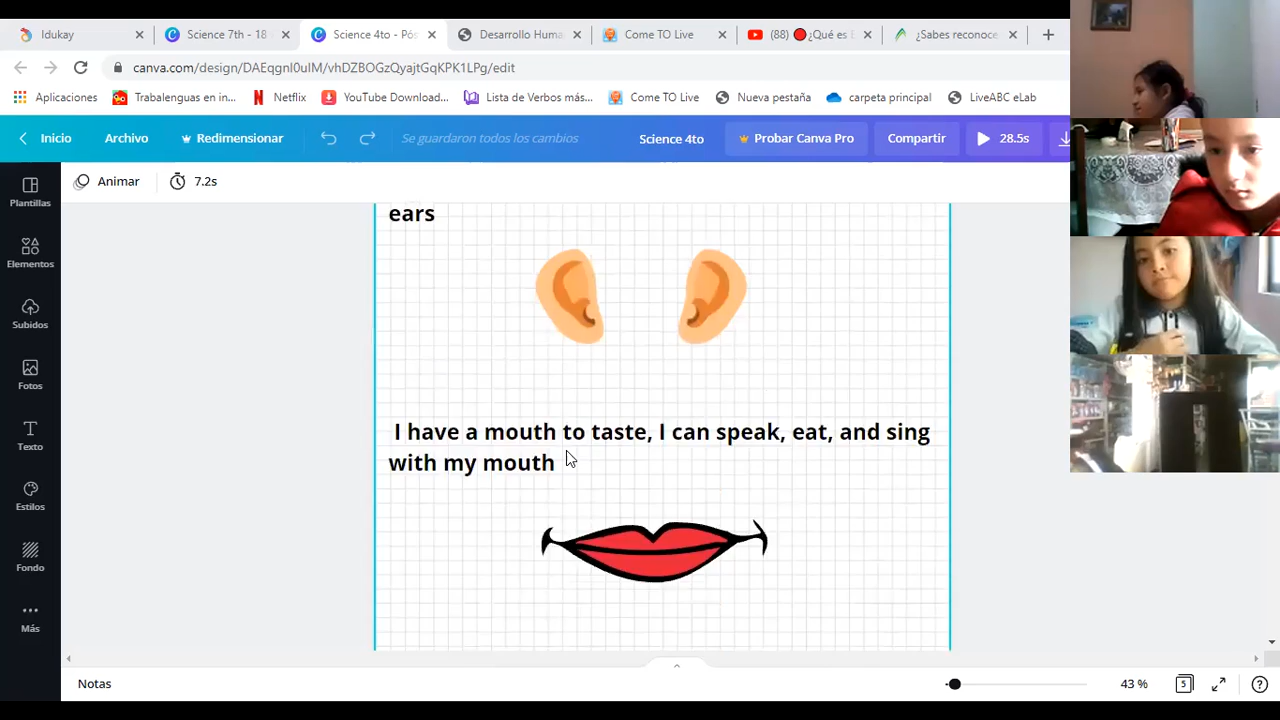 Idukay
Science 7th - 18
Science 4to - Pós
Desarrollo Huma
Come TO Live
(88) ¿Qué es
¿Sabes reconoce
canva.com/design/DAEqgnI0uIM/vhDZBOGzQyajtGqKPK1LPg/edit
Aplicaciones
Trabalenguas en in...
Netflix
YouTube Download...
Lista de Verbos más...
Come TO Live
Nueva pestaña
carpeta principal
LiveABC eLab
Inicio
Archivo
Redimensionar
Se guardaron todos los cambios
Science 4to
Probar Canva Pro
Compartir
28.5s
Plantillas
Elementos
Subidos
Fotos
Texto
Estilos
Fondo
Más
Animar
7.2s
ears
I have a mouth to taste, I can speak, eat, and sing
with my mouth
Notas
43 %
5